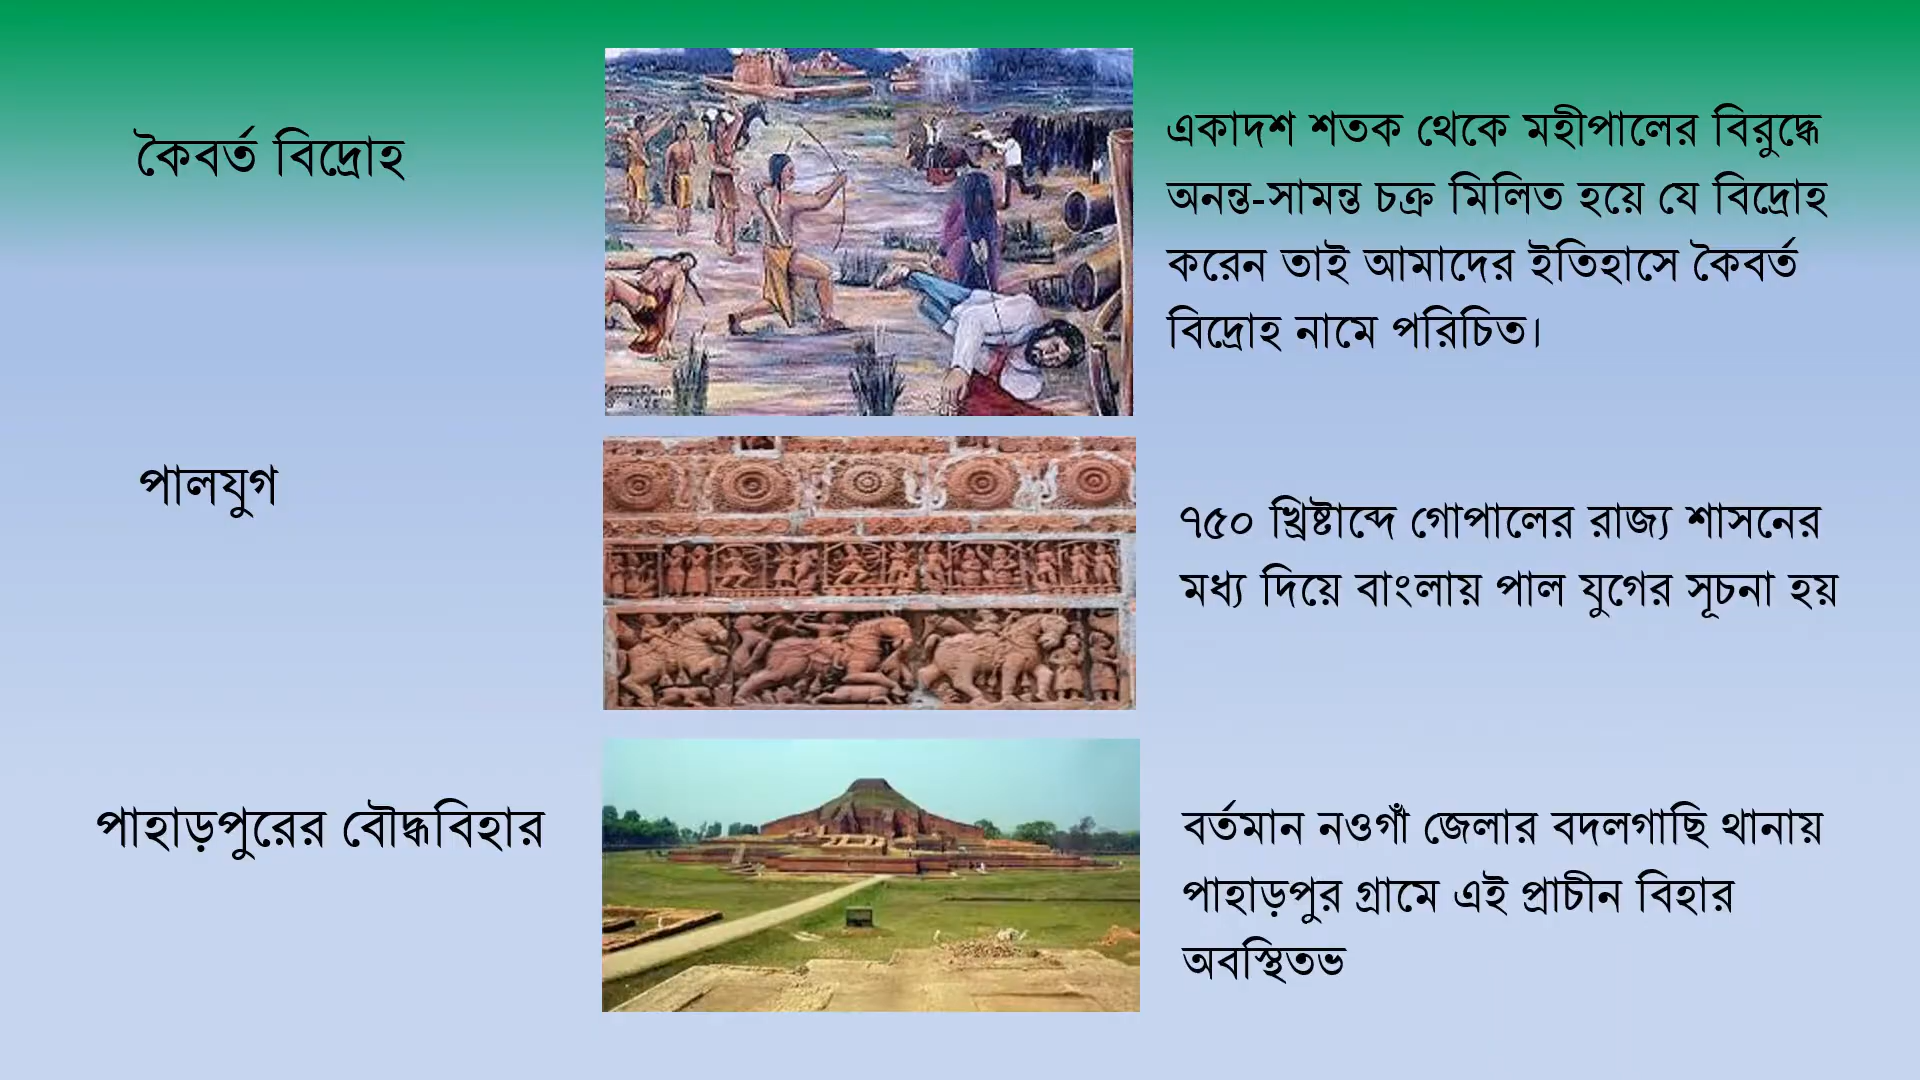 কৈবর্ত বিদ্রোহ
একাদশ শতক থেকে মহীপালের বিরুদ্ধে
অনন্ত-সামন্ত চক্র মিলিত হয়ে যে বিদ্রোহ
করেন তাই আমাদের ইতিহাসে কৈবর্ত
বিদ্রোহ নামে পরিচিত।
পালযুগ
৭৫০ খ্রিষ্টাব্দে গোপালের রাজ্য শাসনের
মধ্য দিয়ে বাংলায় পাল যুগের সূচনা হয়
পাহাড়পুরের বৌদ্ধবিহার
বর্তমান নওগাঁ জেলার বদলগাছি থানায়
পাহাড়পুর গ্রামে এই প্রাচীন বিহার
অবস্থিতভ